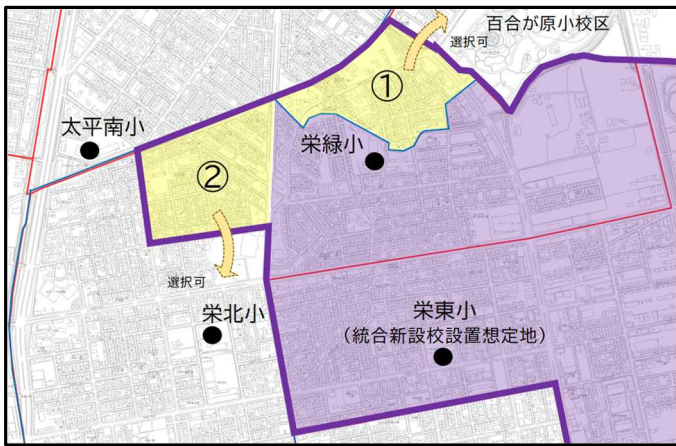 百合が原小校区
選択可
①
太平南小
栄緑小
②
選択可
栄北小
栄東小
（統合新設校設置想定地）